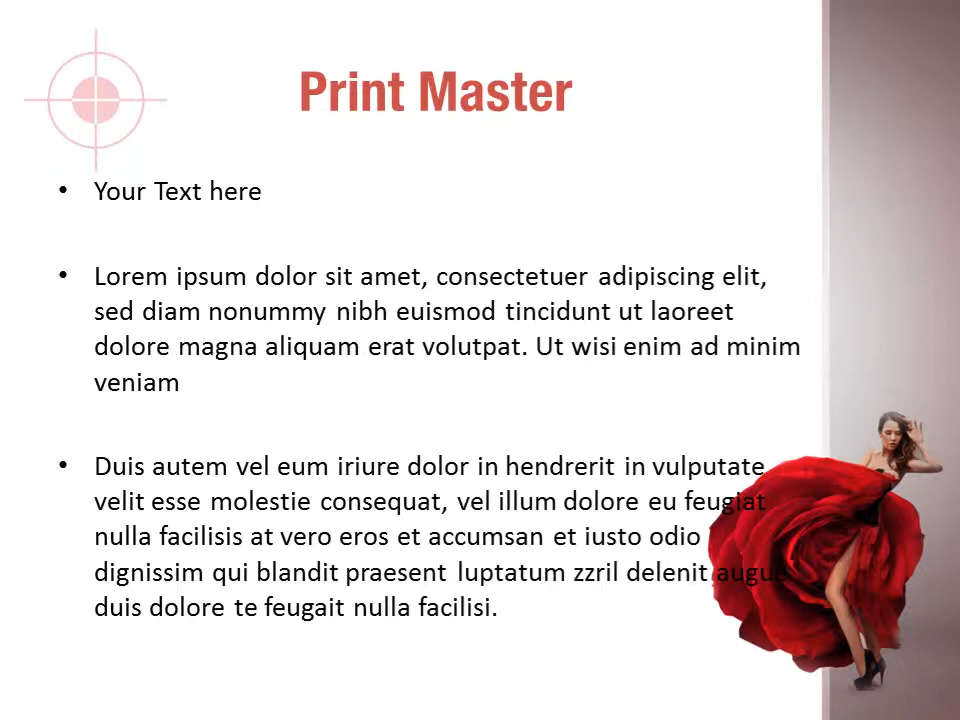 Print Master
• Your Text here
• Lorem ipsum dolor sit amet, consectetuer adipiscing elit,
sed diam nonummy nibh euismod tincidunt ut laoreet
dolore magna aliquam erat volutpat. Ut wisi enim ad minim
veniam
• Duis autem vel eum iriure dolor in hendrerit in vulputate
velit esse molestie consequat, vel illum dolore eu feugiat
nulla facilisis at vero eros et accumsan et iusto odio
dignissim qui blandit praesent luptatum zzril delenit augue
duis dolore te feugait nulla facilisi.